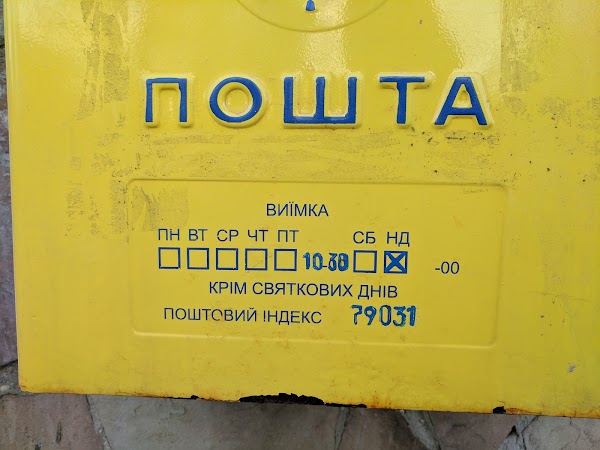 ПОШТА
ВИЇМКА
ПН ВТ СР ЧТ ПТ СБ НД
10-30 -00
КРІМ СВЯТКОВИХ ДНІВ
ПОШТОВИЙ ІНДЕКС 79031